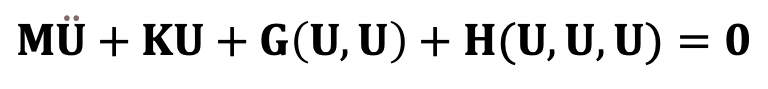 MÜ + KU + G(U, U) + H(U, U, U) = 0